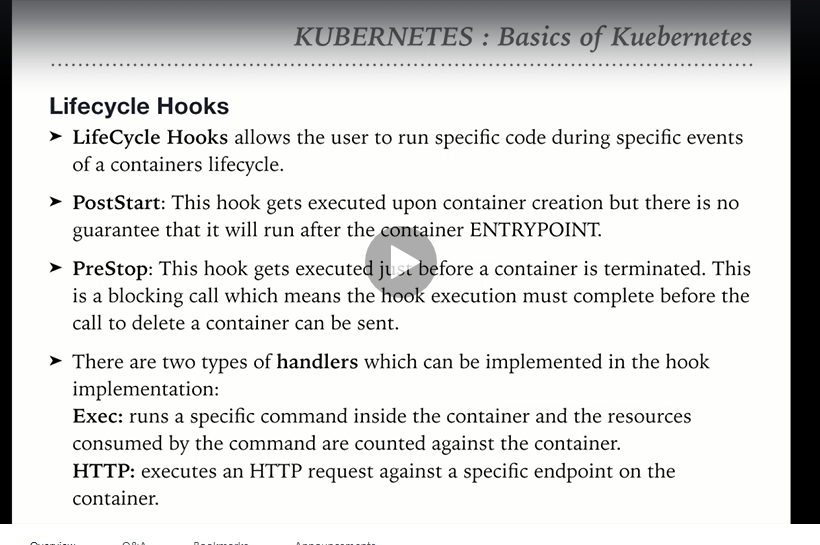 KUBERNETES : Basics of Kuebernetes
Lifecycle Hooks
➤ LifeCycle Hooks allows the user to run specific code during specific events
of a containers lifecycle.
➤ PostStart: This hook gets executed upon container creation but there is no
guarantee that it will run after the container ENTRYPOINT.
➤ PreStop: This hook gets executed just before a container is terminated. This
is a blocking call which means the hook execution must complete before the
call to delete a container can be sent.
➤ There are two types of handlers which can be implemented in the hook
implementation:
Exec: runs a specific command inside the container and the resources
consumed by the command are counted against the container.
HTTP: executes an HTTP request against a specific endpoint on the
container.
Overview Q&A Bookmarks Announcements